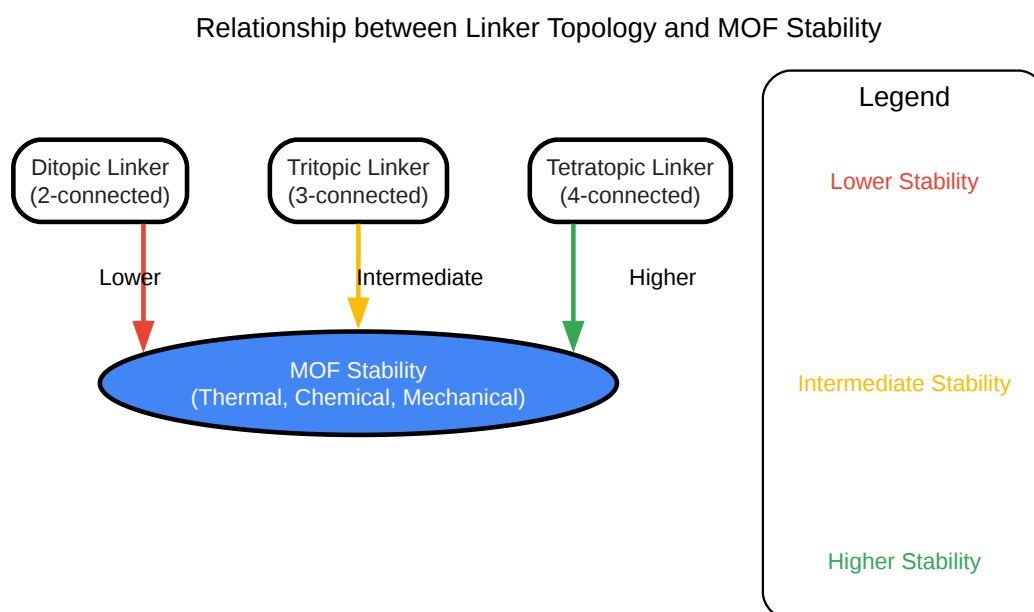 Relationship between Linker Topology and MOF Stability
Legend
Ditopic Linker
(2-connected)
Tritopic Linker
(3-connected)
Tetratopic Linker
(4-connected)
Lower Stability
Lower
Intermediate
Higher
MOF Stability
(Thermal, Chemical, Mechanical)
Intermediate Stability
Higher Stability